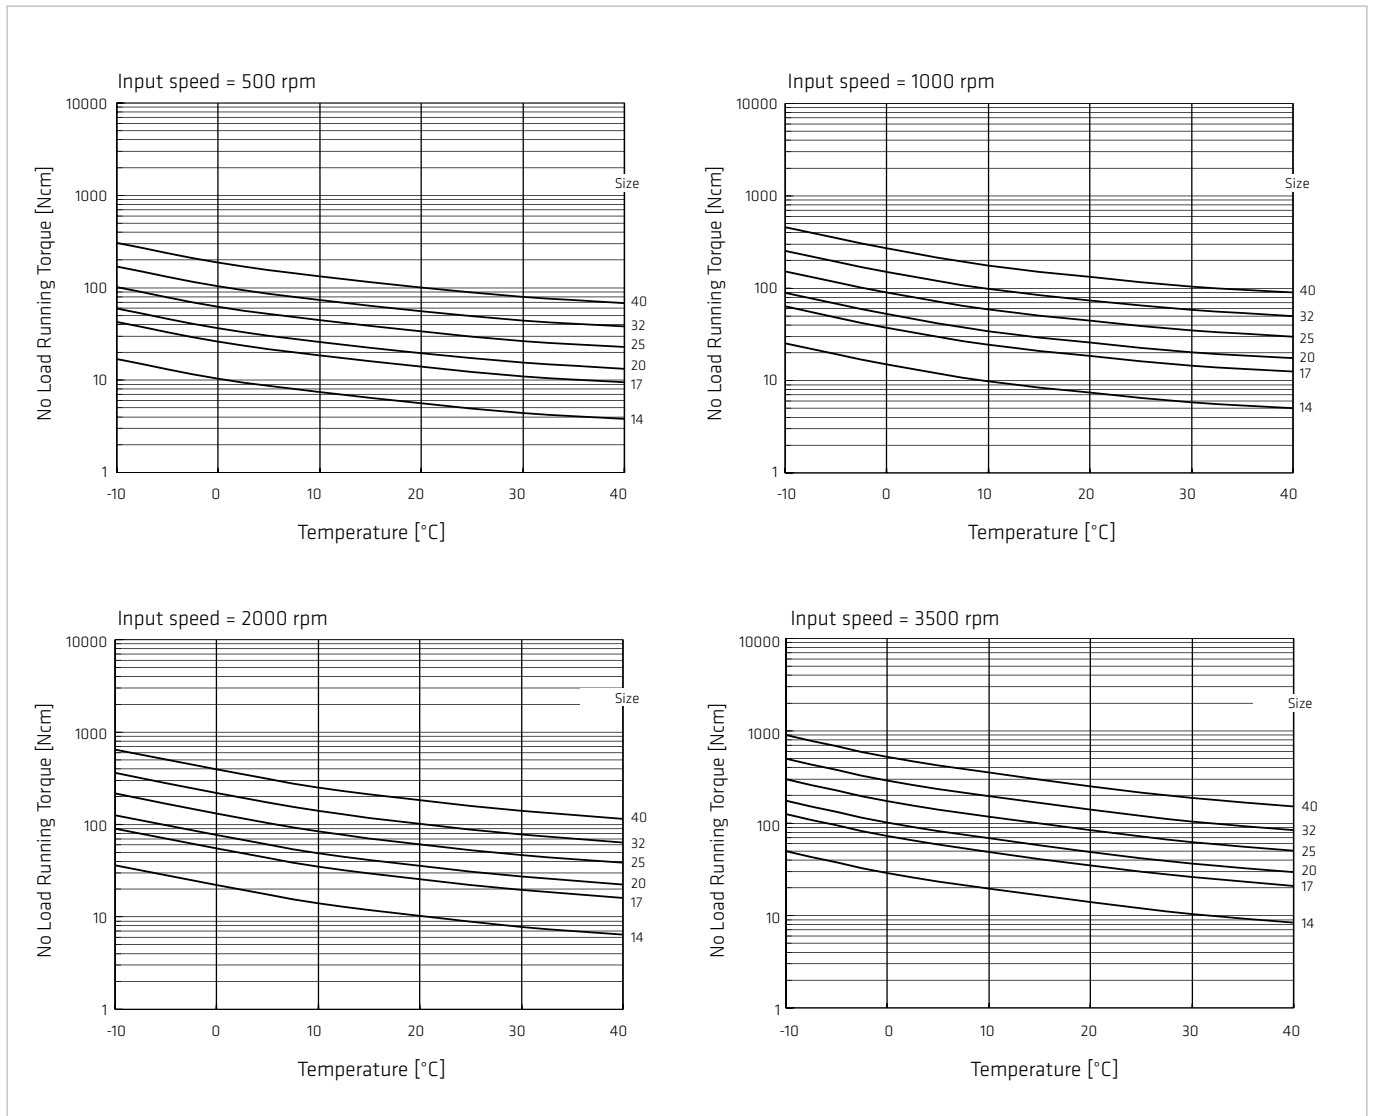 Input speed = 500 rpm
10000
1000
100
10
1
No Load Running Torque [Ncm]
Size
40
32
25
20
17
14
-10 0 10 20 30 40
Temperature [°C]
Input speed = 1000 rpm
10000
1000
100
10
1
No Load Running Torque [Ncm]
Size
40
32
25
20
17
14
-10 0 10 20 30 40
Temperature [°C]
Input speed = 2000 rpm
10000
1000
100
10
1
No Load Running Torque [Ncm]
Size
40
32
25
20
17
14
-10 0 10 20 30 40
Temperature [°C]
Input speed = 3500 rpm
10000
1000
100
10
1
No Load Running Torque [Ncm]
Size
40
32
25
20
17
14
-10 0 10 20 30 40
Temperature [°C]